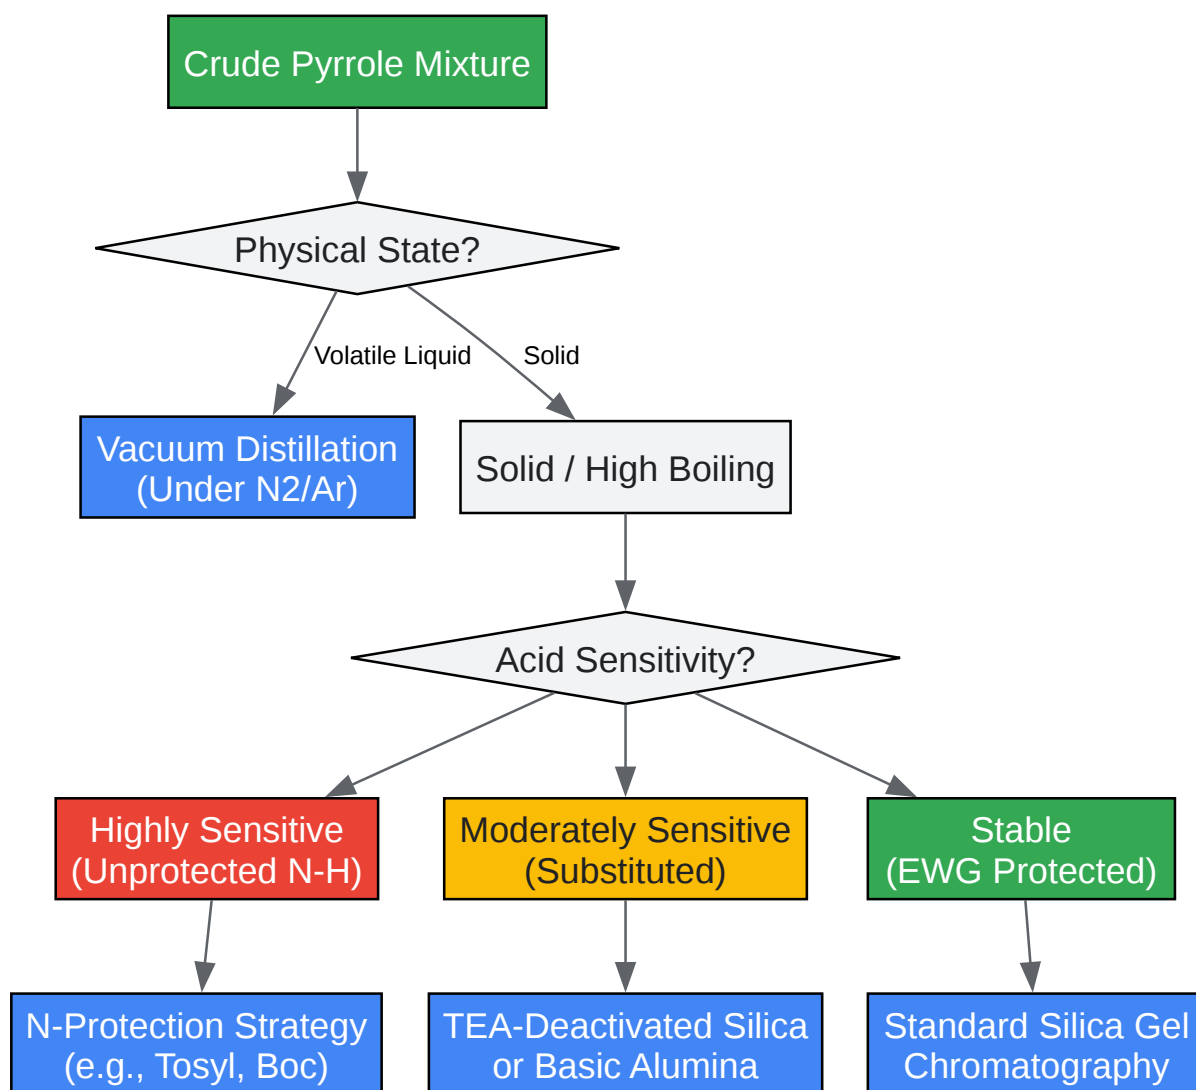 Crude Pyrrole Mixture
Physical State?
Volatile Liquid
Solid
Vacuum Distillation
(Under N2/Ar)
Solid / High Boiling
Acid Sensitivity?
Highly Sensitive
(Unprotected N-H)
Moderately Sensitive
(Substituted)
Stable
(EWG Protected)
N-Protection Strategy
(e.g., Tosyl, Boc)
TEA-Deactivated Silica
or Basic Alumina
Standard Silica Gel
Chromatography